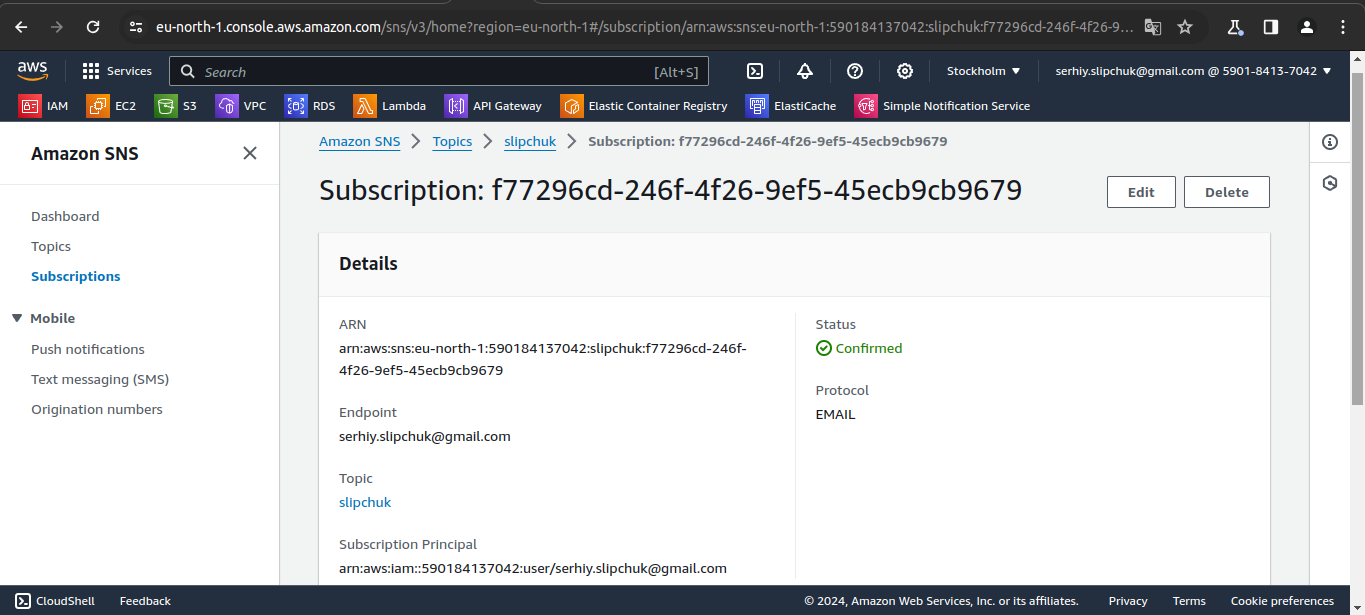 eu-north-1.console.aws.amazon.com/sns/v3/home?region=eu-north-1#/subscription/arn:aws:sns:eu-north-1:590184137042:slipchuk:f77296cd-246f-4f26-9...
aws Services Search [Alt+S] Stockholm serhiy.slipchuk@gmail.com @ 5901-8413-7042
IAM EC2 S3 VPC RDS Lambda API Gateway Elastic Container Registry ElastiCache Simple Notification Service
Amazon SNS
Dashboard
Topics
Subscriptions
Mobile
Push notifications
Text messaging (SMS)
Origination numbers
Amazon SNS Topics slipchuk Subscription: f77296cd-246f-4f26-9ef5-45ecb9cb9679
Subscription: f77296cd-246f-4f26-9ef5-45ecb9cb9679
Edit Delete
Details
ARN
arn:aws:sns:eu-north-1:590184137042:slipchuk:f77296cd-246f-
4f26-9ef5-45ecb9cb9679
Endpoint
serhiy.slipchuk@gmail.com
Topic
slipchuk
Subscription Principal
arn:aws:iam::590184137042:user/serhiy.slipchuk@gmail.com
Status
Confirmed
Protocol
EMAIL
CloudShell Feedback © 2024, Amazon Web Services, Inc. or its affiliates. Privacy Terms Cookie preferences